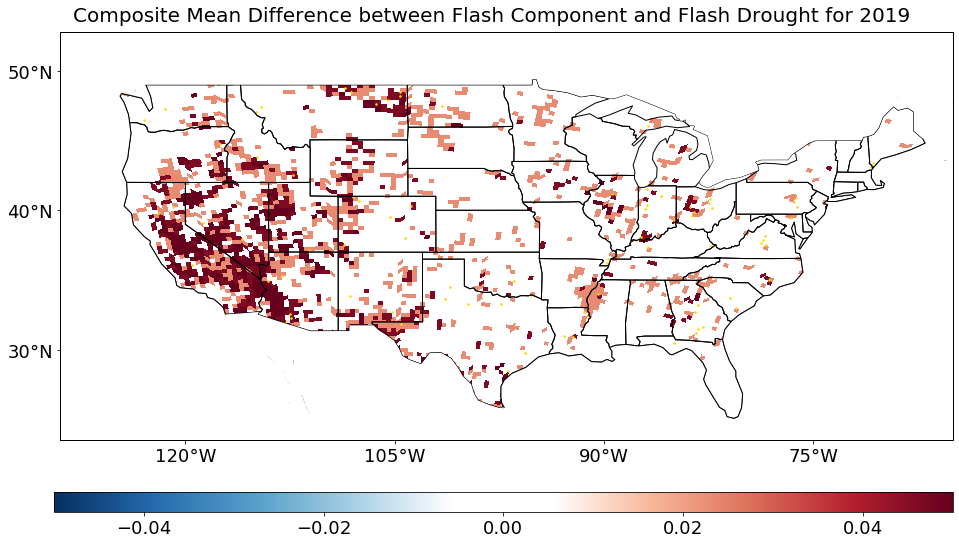 Composite Mean Difference between Flash Component and Flash Drought for 2019
50°N
40°N
30°N
120°W 105°W 90°W 75°W
−0.04 −0.02 0.00 0.02 0.04